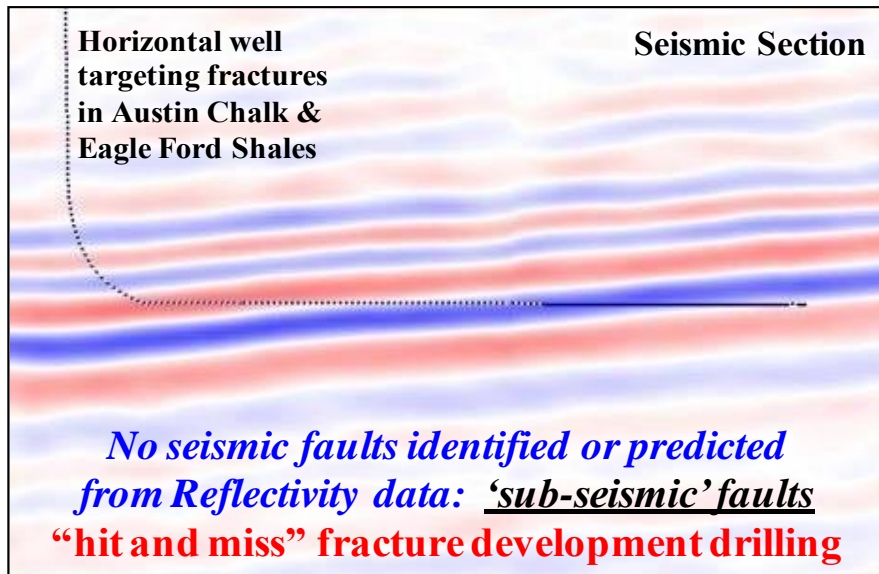 Horizontal well
targeting fractures
in Austin Chalk &
Eagle Ford Shales
Seismic Section
No seismic faults identified or predicted
from Reflectivity data: ‘sub-seismic’ faults
“hit and miss” fracture development drilling